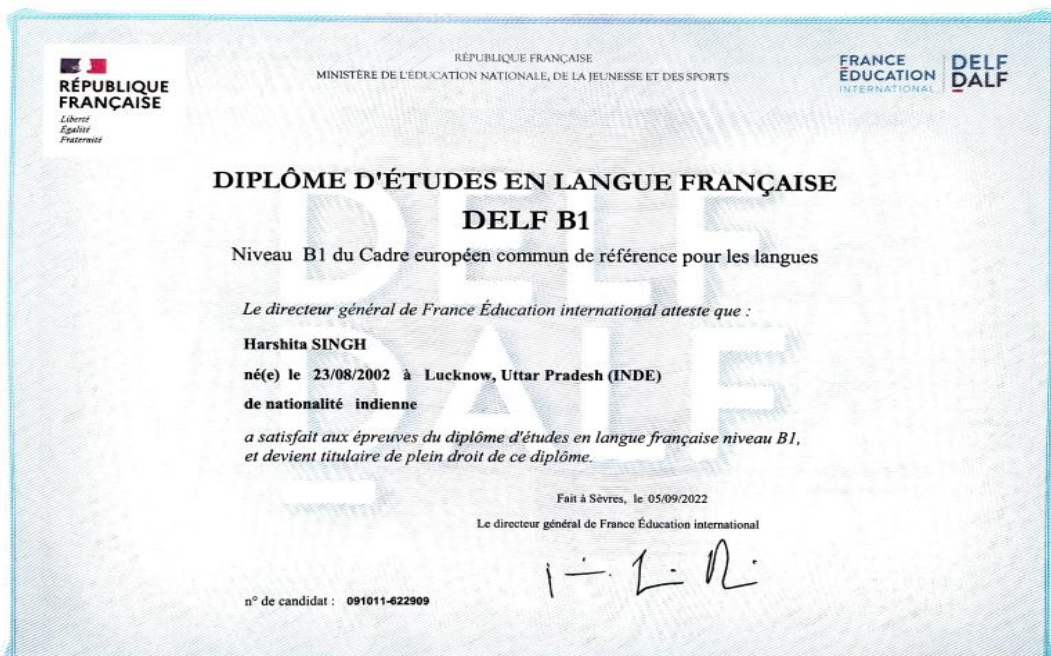 RÉPUBLIQUE
FRANÇAISE
Liberté
Égalité
Fraternité
RÉPUBLIQUE FRANÇAISE
MINISTÈRE DE L'ÉDUCATION NATIONALE, DE LA JEUNESSE ET DES SPORTS
FRANCE
ÉDUCATION
INTERNATIONAL
DELF
DALF
DIPLÔME D'ÉTUDES EN LANGUE FRANÇAISE
DELF B1
Niveau B1 du Cadre européen commun de référence pour les langues
Le directeur général de France Éducation international atteste que :
Harshita SINGH
né(e) le 23/08/2002 à Lucknow, Uttar Pradesh (INDE)
de nationalité indienne
a satisfait aux épreuves du diplôme d'études en langue française niveau B1,
et devient titulaire de plein droit de ce diplôme.
Fait à Sèvres, le 05/09/2022
Le directeur général de France Éducation international
n° de candidat : 091011-622909
DELF
DALF